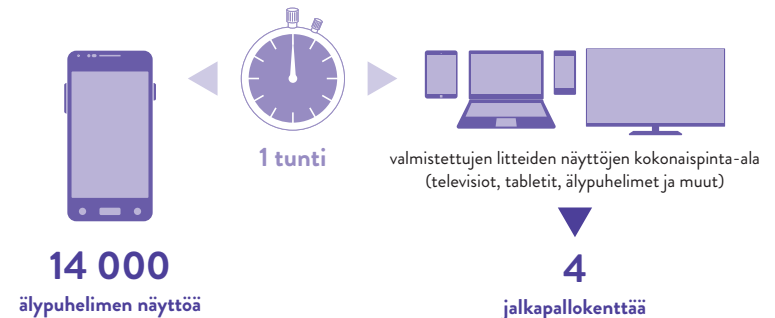 1 tunti
14 000
älypuhelimen näyttöä
valmistettujen litteiden näyttöjen kokonaispinta-ala
(televisiot, tabletit, älypuhelimet ja muut)
4
jalkapallokenttää